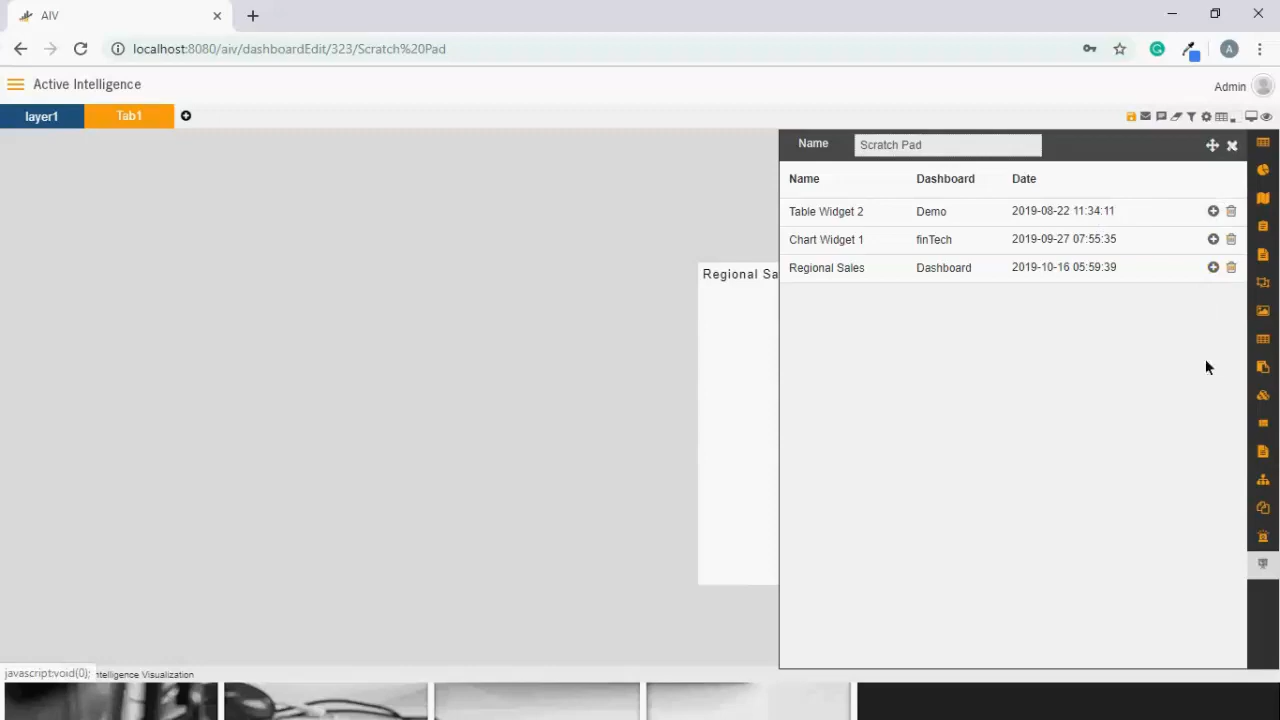 AIV
localhost:8080/aiv/dashboardEdit/323/Scratch%20Pad
A
Active Intelligence
Admin
layer1
Tab1
Name
Scratch Pad
Name Dashboard Date
Table Widget 2 Demo 2019-08-22 11:34:11
Chart Widget 1 finTech 2019-09-27 07:55:35
Regional Sales Dashboard 2019-10-16 05:59:39
Regional Sa
javascript:void(0);
ntelligence Visualization